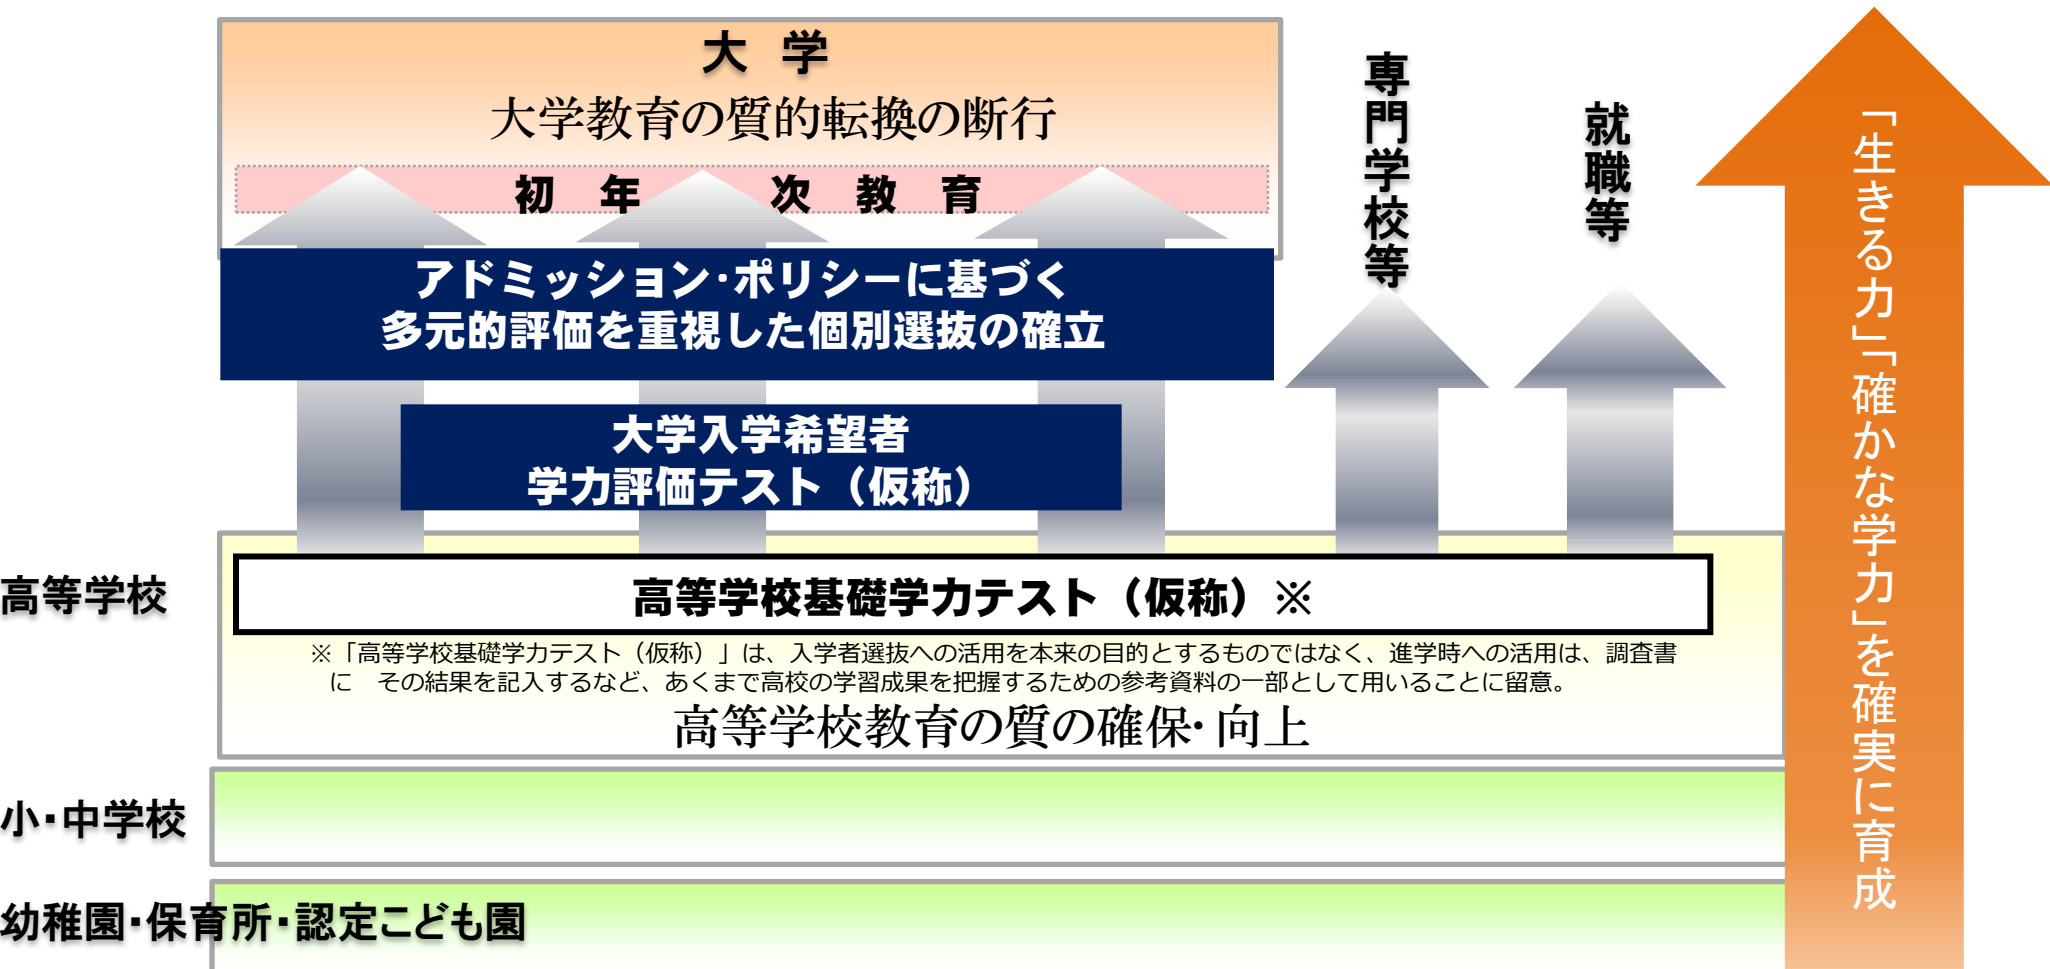 大 学
大学教育の質的転換の断行
初 年 次 教 育
アドミッション・ポリシーに基づく
多元的評価を重視した個別選抜の確立
大学入学希望者
学力評価テスト（仮称）
専門学校等
就職等
「生きる力」「確かな学力」を確実に育成
高等学校
高等学校基礎学力テスト（仮称）※
※「高等学校基礎学力テスト（仮称）」は、入学者選抜への活用を本来の目的とするものではなく、進学時への活用は、調査書
に　その結果を記入するなど、あくまで高校の学習成果を把握するための参考資料の一部として用いることに留意。
高等学校教育の質の確保・向上
小・中学校
幼稚園・保育所・認定こども園